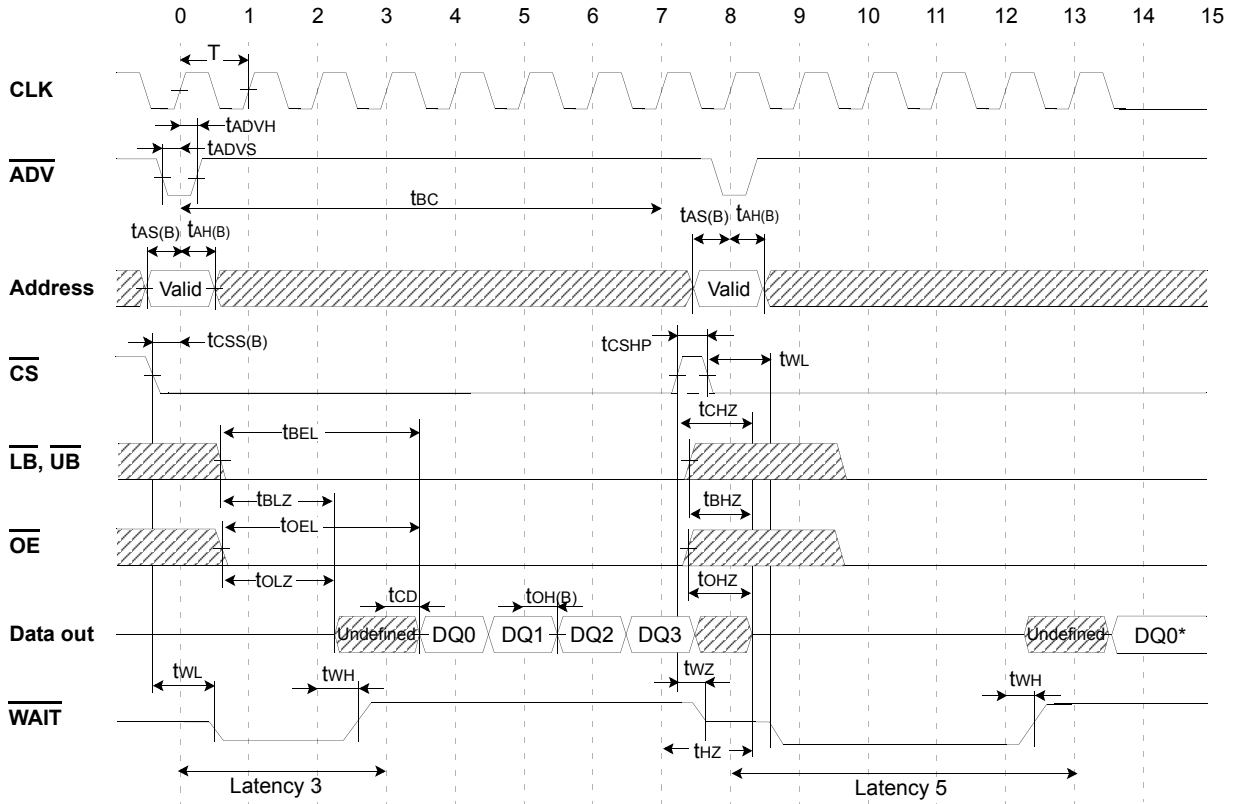 0 1 2 3 4 5 6 7 8 9 10 11 12 13 14 15
T
CLK
tADVH
tADVS
ADV
tBC
tAS(B) tAH(B) tAS(B) tAH(B)
Address Valid Valid
tCSS(B) tCSHP tWL
CS
tCHZ
tBEL
LB, UB
tBLZ tBHZ
tOEL
OE
tOLZ tOHZ
tCD tOH(B)
Data out Undefined DQ0 DQ1 DQ2 DQ3 Undefined DQ0*
tWL tWH tWZ tWH
WAIT
tHZ
Latency 3 Latency 5